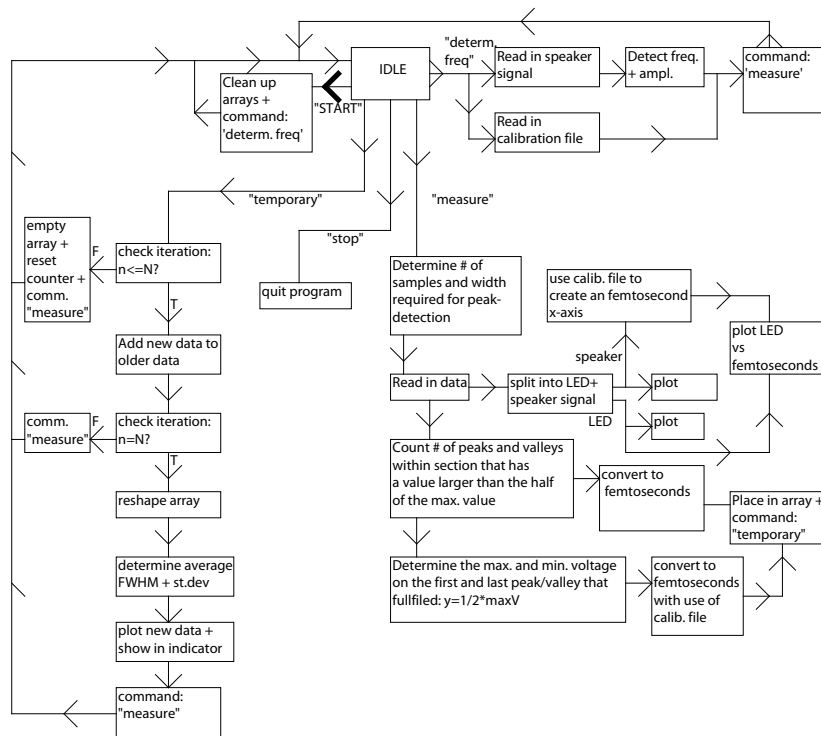 IDLE
"determ.
freq"
Read in speaker
signal
Detect freq.
+ ampl.
command:
'measure'
Clean up
arrays +
command:
'determ. freq'
"START"
Read in
calibration file
"temporary"
"stop"
"measure"
empty
array +
reset
counter +
comm.
"measure"
F
check iteration:
n<=N?
T
quit program
Determine # of
samples and width
required for peak-
detection
use calib. file to
create an femtosecond
x-axis
plot LED
vs
femtoseconds
speaker
Add new data to
older data
Read in data
split into LED+
speaker signal
plot
LED
plot
comm.
"measure"
F
check iteration:
n=N?
T
Count # of peaks and valleys
within section that has
a value larger than the half
of the max. value
convert to
femtoseconds
Place in array +
command:
"temporary"
reshape array
determine average
FWHM + st.dev
Determine the max. and min. voltage
on the first and last peak/valley that
fullfiled: y=1/2*maxV
convert to
femtoseconds
with use of
calib. file
plot new data +
show in indicator
command:
"measure"